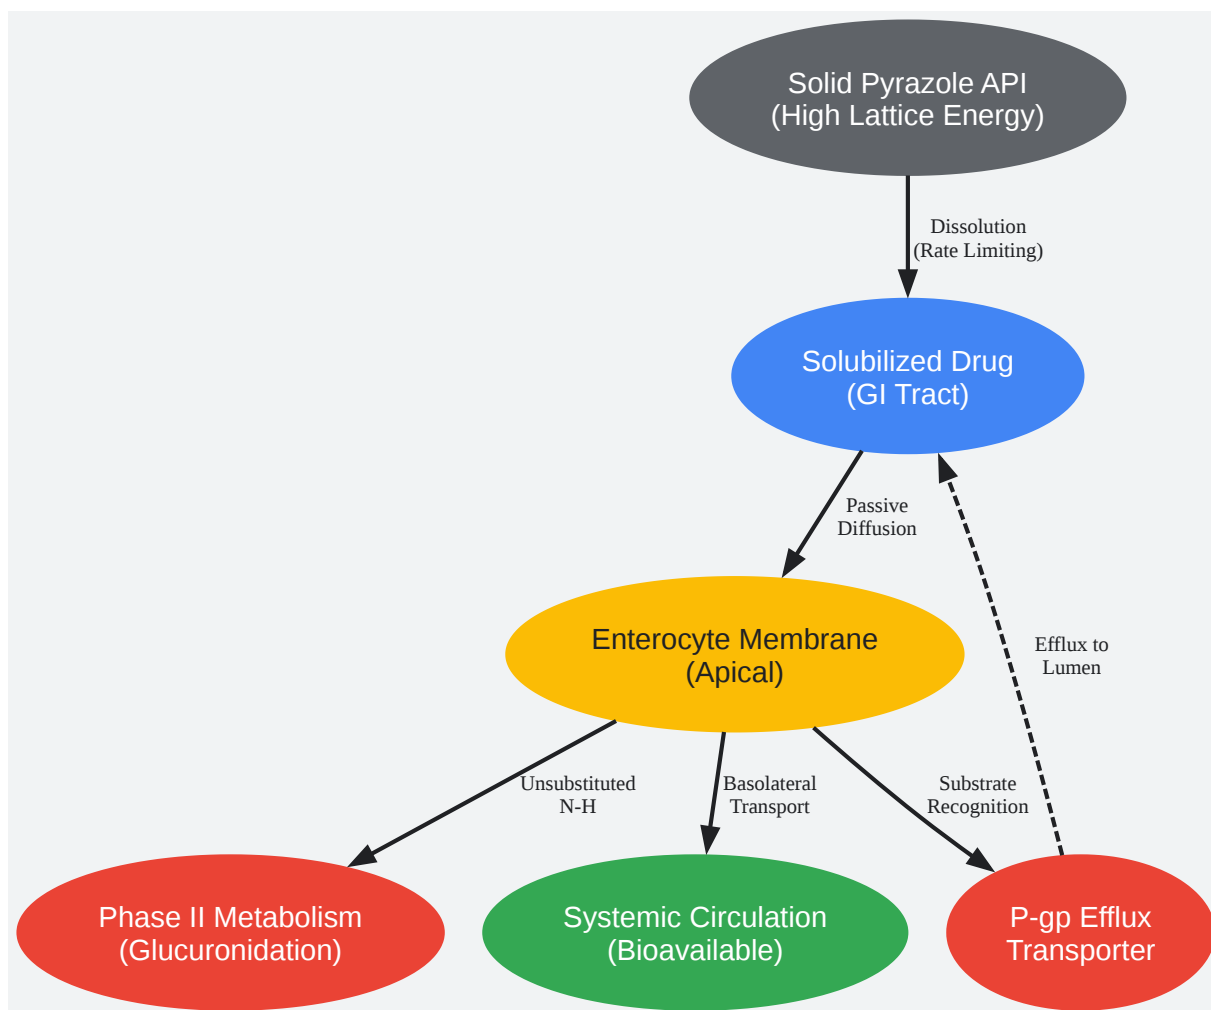 Solid Pyrazole API
(High Lattice Energy)
Dissolution
(Rate Limiting)
Solubilized Drug
(GI Tract)
Passive
Diffusion
Enterocyte Membrane
(Apical)
Efflux to
Lumen
Unsubstituted
N-H
Basolateral
Transport
Substrate
Recognition
Phase II Metabolism
(Glucuronidation)
Systemic Circulation
(Bioavailable)
P-gp Efflux
Transporter